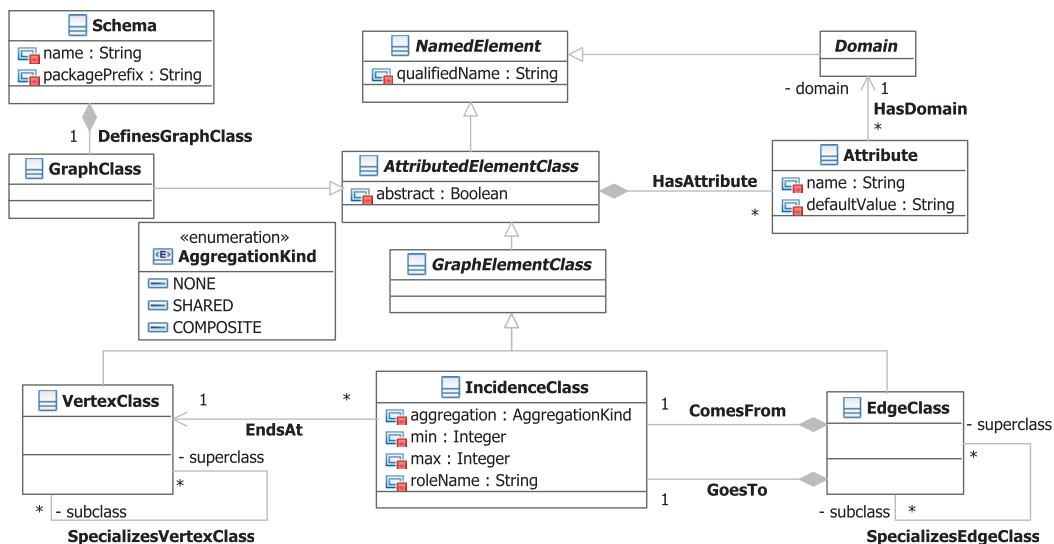 Schema
name : String
packagePrefix : String
NamedElement
qualifiedName : String
Domain
- domain
1
HasDomain
*
1
DefinesGraphClass
GraphClass
AttributedElementClass
abstract : Boolean
HasAttribute
*
Attribute
name : String
defaultValue : String
«enumeration»
<E>
AggregationKind
NONE
SHARED
COMPOSITE
GraphElementClass
VertexClass
1
*
EndsAt
IncidenceClass
aggregation : AggregationKind
min : Integer
max : Integer
roleName : String
1
ComesFrom
GoesTo
1
EdgeClass
- superclass
*
- superclass
*
* - subclass
SpecializesVertexClass
- subclass *
SpecializesEdgeClass